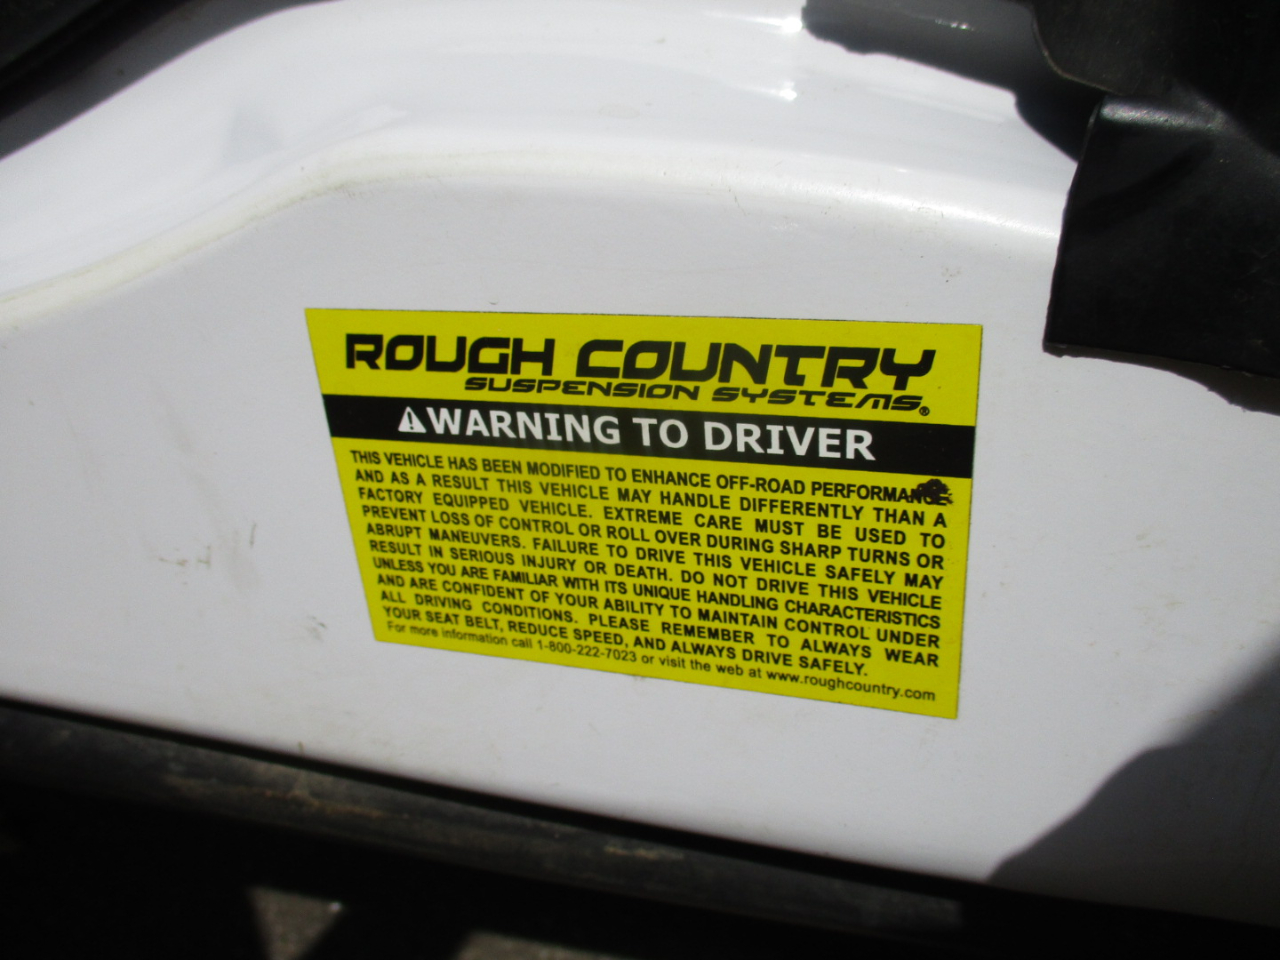 ROUGH COUNTRY
SUSPENSION SYSTEMS®
WARNING TO DRIVER
THIS VEHICLE HAS BEEN MODIFIED TO ENHANCE OFF-ROAD PERFORMANCE
AND AS A RESULT THIS VEHICLE MAY HANDLE DIFFERENTLY THAN A
FACTORY EQUIPPED VEHICLE. EXTREME CARE MUST BE USED TO
PREVENT LOSS OF CONTROL OR ROLL OVER DURING SHARP TURNS OR
ABRUPT MANEUVERS. FAILURE TO DRIVE THIS VEHICLE SAFELY MAY
RESULT IN SERIOUS INJURY OR DEATH. DO NOT DRIVE THIS VEHICLE
UNLESS YOU ARE FAMILIAR WITH ITS UNIQUE HANDLING CHARACTERISTICS
AND ARE CONFIDENT OF YOUR ABILITY TO MAINTAIN CONTROL UNDER
ALL DRIVING CONDITIONS. PLEASE REMEMBER TO ALWAYS WEAR
YOUR SEAT BELT, REDUCE SPEED, AND ALWAYS DRIVE SAFELY.
For more information call 1-800-222-7023 or visit the web at www.roughcountry.com